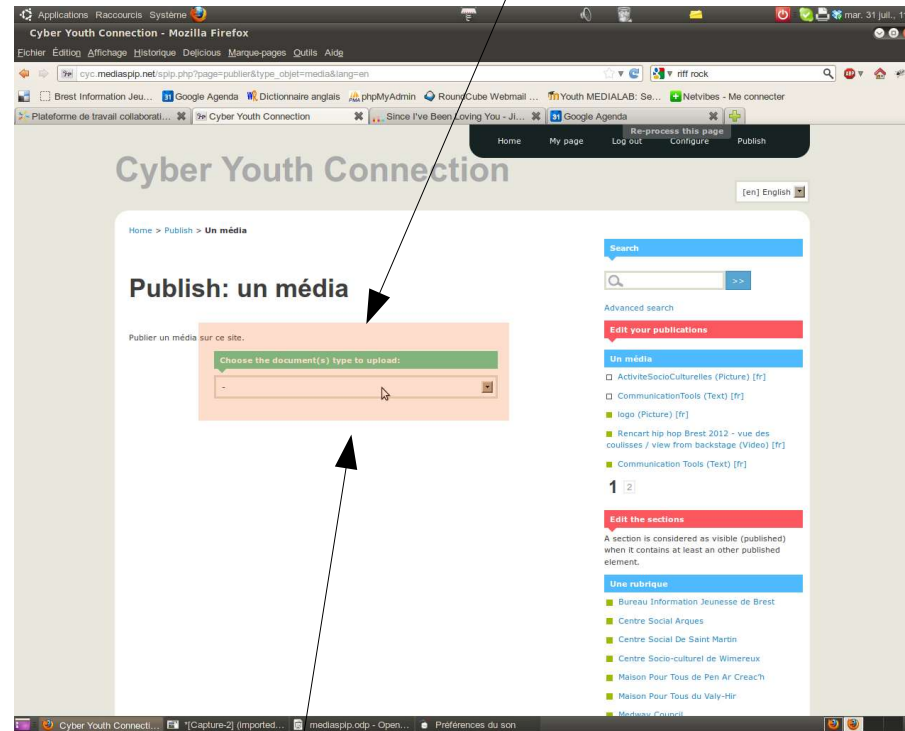 Applications Raccourcis Système
mar. 31 juil., 1
Cyber Youth Connection - Mozilla Firefox
Fichier Édition Affichage Historique Delicious Marque-pages Outils Aide
cyc.mediaspip.net/spip.php?page=publier&type_objet=media&lang=en
riff rock
Brest Information Jeu... Google Agenda Dictionnaire anglais phpMyAdmin RoundCube Webmail ... Youth MEDIALAB: Se... Netvibes - Me connecter
Plateforme de travail collaborati... Cyber Youth Connection Since I've Been Loving You - Ji... Google Agenda
Re-process this page
Home My page Log out Configure Publish
Cyber Youth Connection
[en] English
Home > Publish > Un média
Publish: un média
Publier un média sur ce site.
Choose the document(s) type to upload:
-
Search
>>
Advanced search
Edit your publications
Un média
ActiviteSocioCulturelles (Picture) [fr]
CommunicationTools (Text) [fr]
logo (Picture) [fr]
Rencart hip hop Brest 2012 - vue des
coulisses / view from backstage (Video) [fr]
Communication Tools (Text) [fr]
1 2
Edit the sections
A section is considered as visible (published)
when it contains at least an other published
element.
Une rubrique
Bureau Information Jeunesse de Brest
Centre Social Arques
Centre Social De Saint Martin
Centre Socio-culturel de Wimereux
Maison Pour Tous de Pen Ar Creac'h
Maison Pour Tous du Valy-Hir
Medway Council
Cyber Youth Connecti... *[Capture-2] (imported... mediaspip.odp - Open... Préférences du son